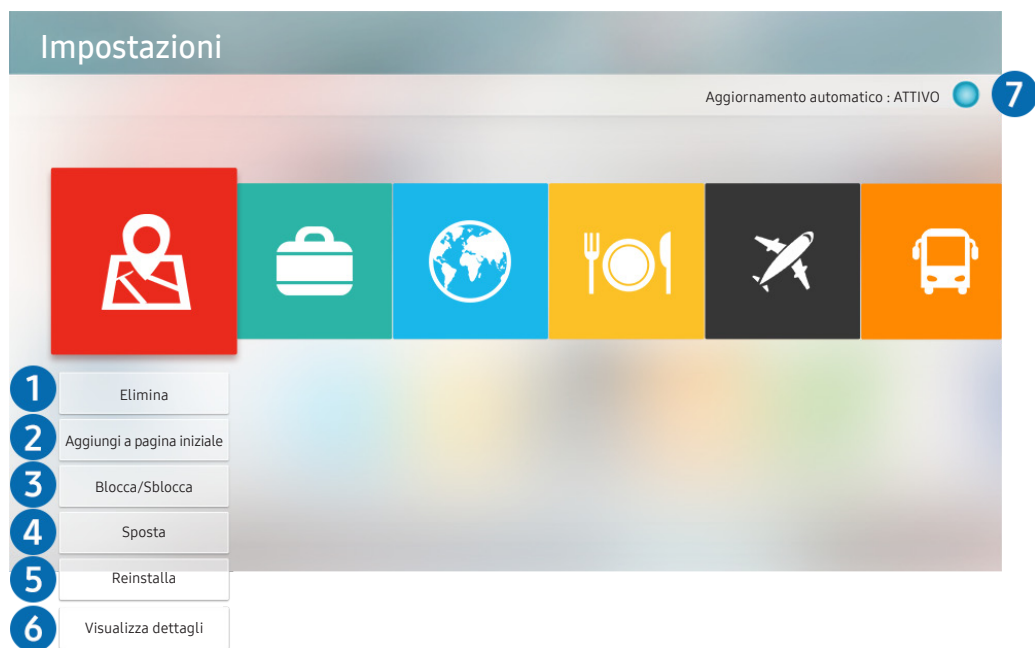 Impostazioni
Aggiornamento automatico : ATTIVO
7
1
Elimina
2
Aggiungi a pagina iniziale
3
Blocca/Sblocca
4
Sposta
5
Reinstalla
6
Visualizza dettagli